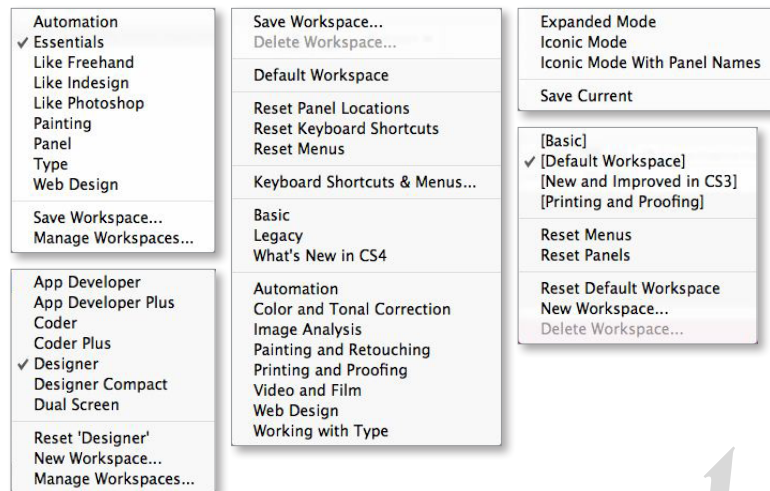 Automation
✓ Essentials
Like Freehand
Like Indesign
Like Photoshop
Painting
Panel
Type
Web Design
Save Workspace...
Manage Workspaces...
App Developer
App Developer Plus
Coder
Coder Plus
✓ Designer
Designer Compact
Dual Screen
Reset 'Designer'
New Workspace...
Manage Workspaces...
Save Workspace...
Delete Workspace...
Default Workspace
Reset Panel Locations
Reset Keyboard Shortcuts
Reset Menus
Keyboard Shortcuts & Menus...
Basic
Legacy
What's New in CS4
Automation
Color and Tonal Correction
Image Analysis
Painting and Retouching
Printing and Proofing
Video and Film
Web Design
Working with Type
Expanded Mode
Iconic Mode
Iconic Mode With Panel Names
Save Current
[Basic]
✓ [Default Workspace]
[New and Improved in CS3]
[Printing and Proofing]
Reset Menus
Reset Panels
Reset Default Workspace
New Workspace...
Delete Workspace...